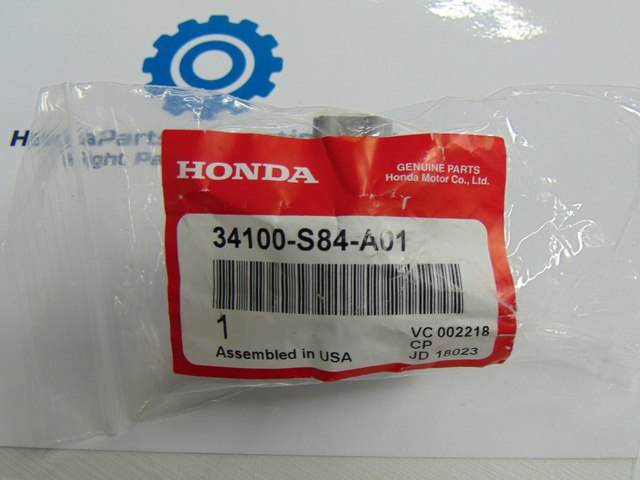 HONDA
GENUINE PARTS
Honda Motor Co., Ltd.
34100-S84-A01
1
VC 002218
CP
Assembled in USA
JD 18023